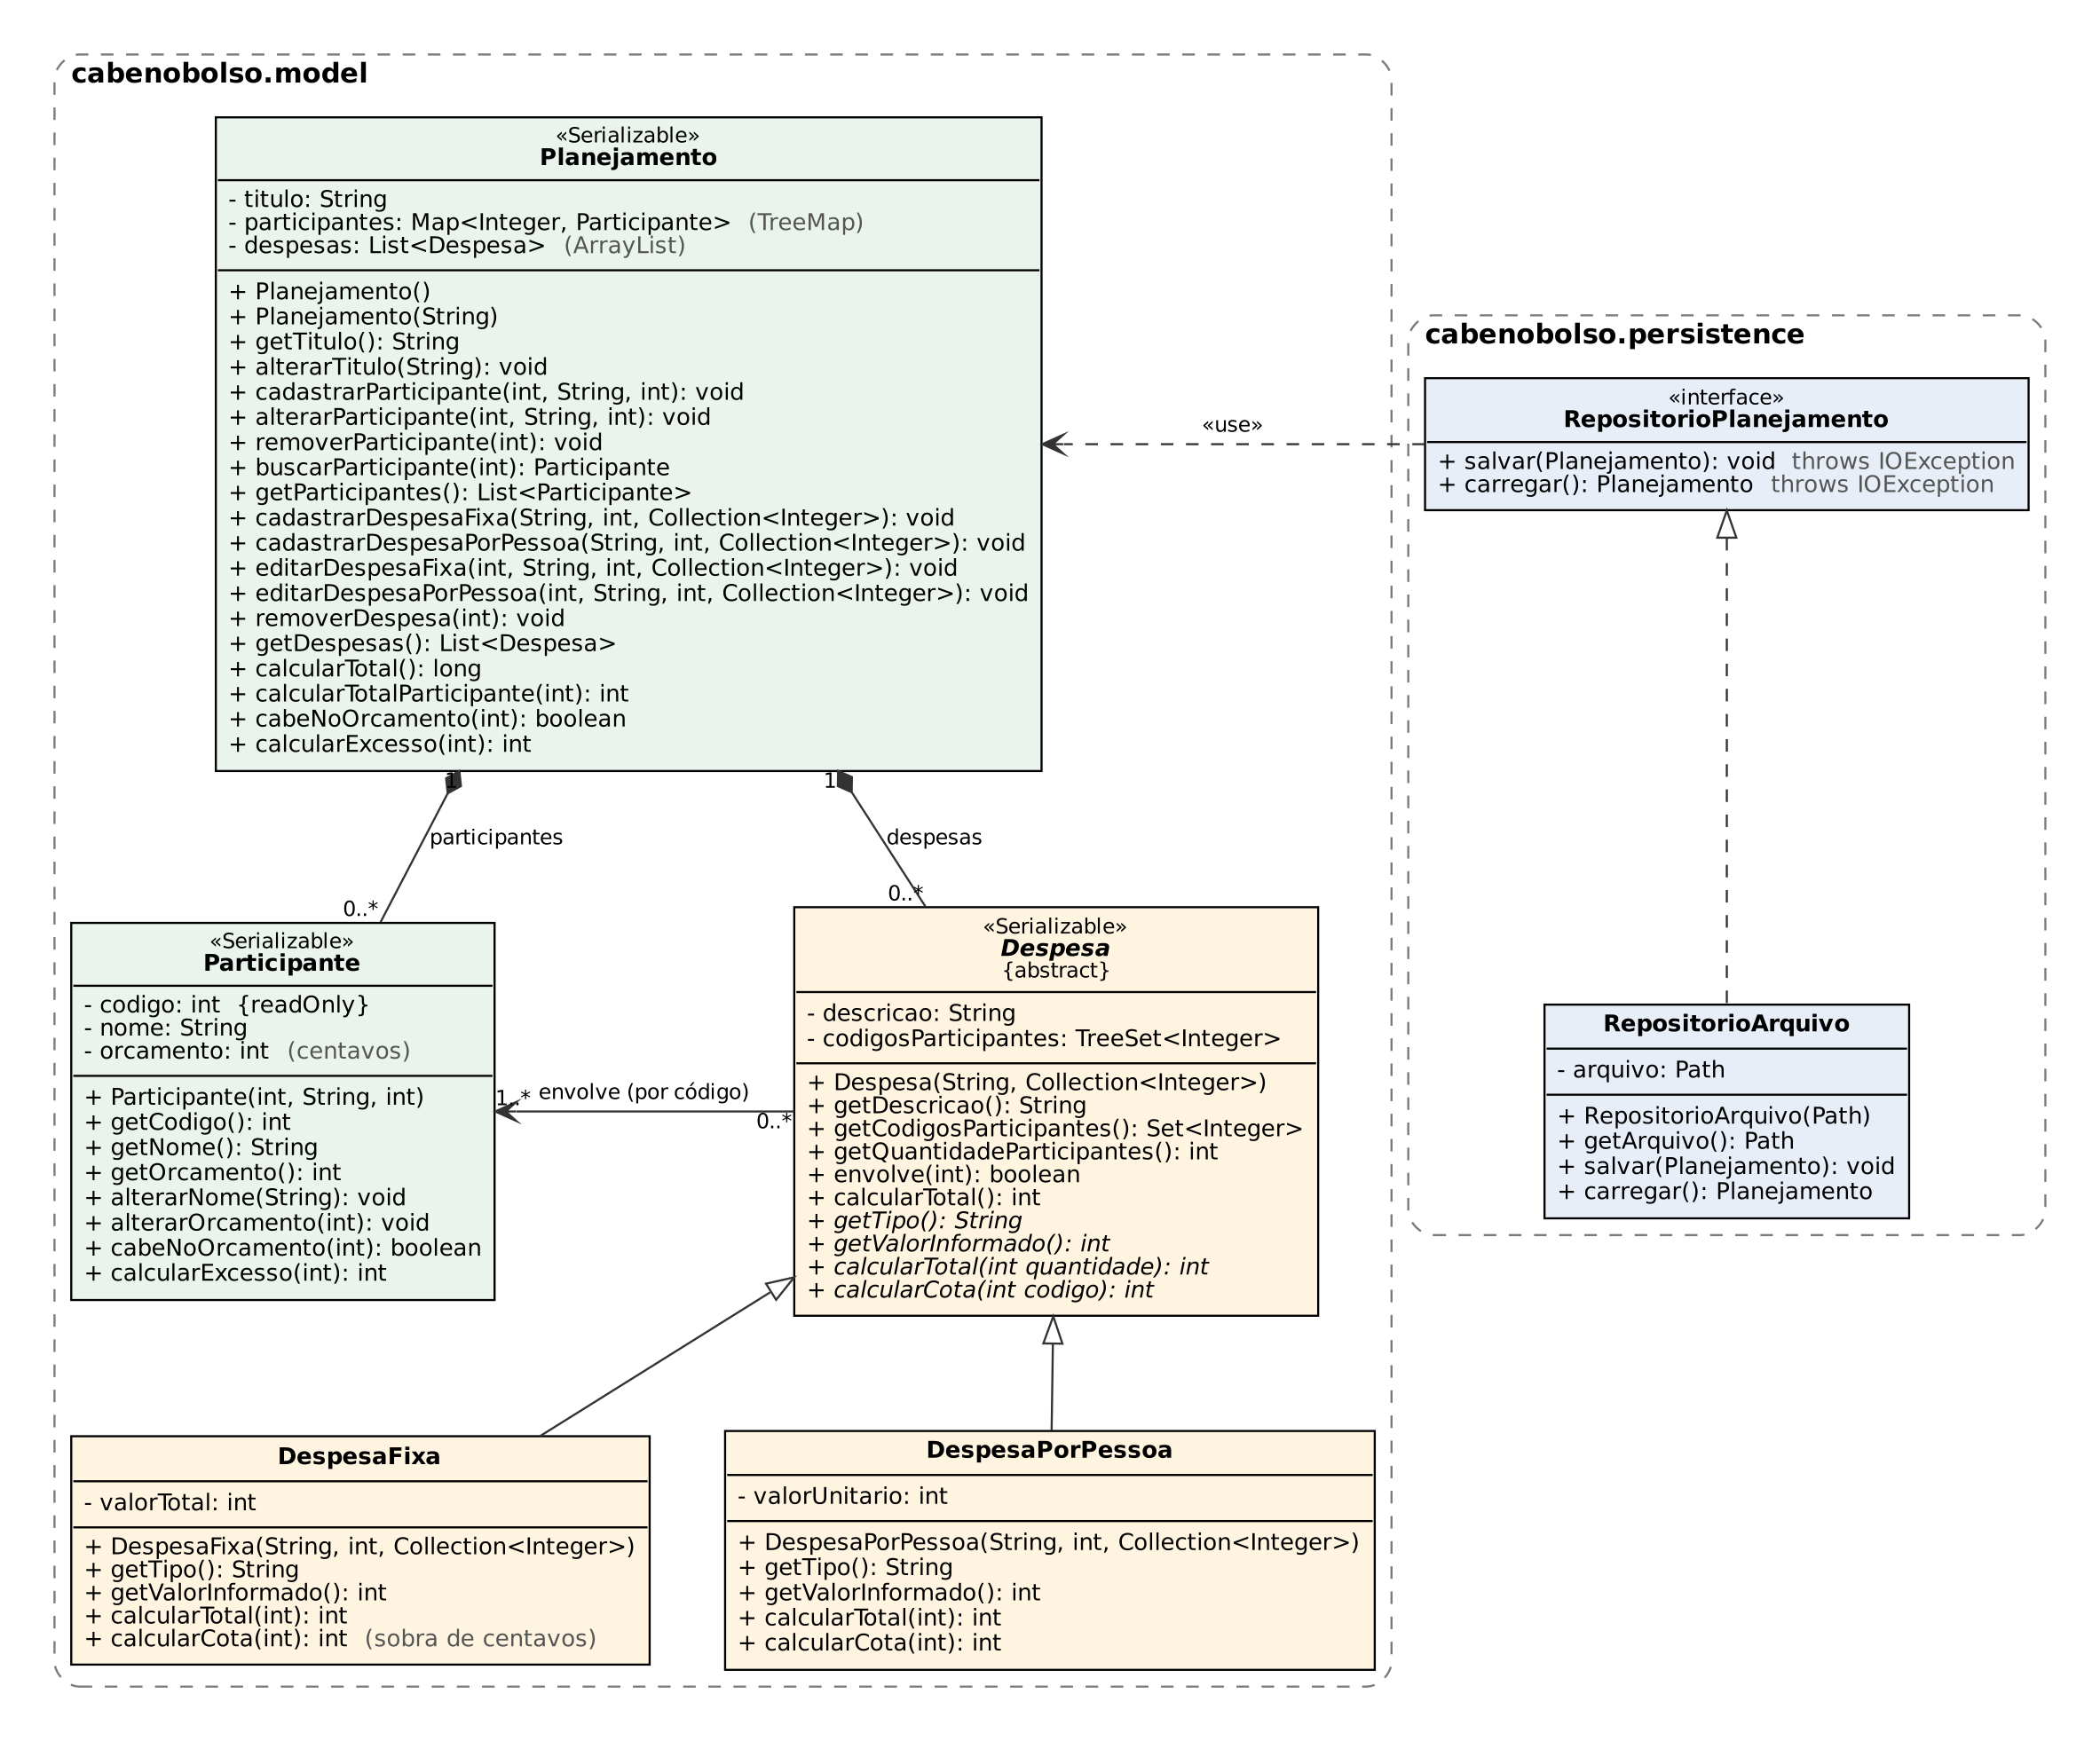 cabenobolso.model
«Serializable»
Planejamento
- titulo: String
- participantes: Map<Integer, Participante> (TreeMap)
- despesas: List<Despesa> (ArrayList)
+ Planejamento()
+ Planejamento(String)
+ getTitulo(): String
+ alterarTitulo(String): void
+ cadastrarParticipante(int, String, int): void
+ alterarParticipante(int, String, int): void
+ removerParticipante(int): void
+ buscarParticipante(int): Participante
+ getParticipantes(): List<Participante>
+ cadastrarDespesaFixa(String, int, Collection<Integer>): void
+ cadastrarDespesaPorPessoa(String, int, Collection<Integer>): void
+ editarDespesaFixa(int, String, int, Collection<Integer>): void
+ editarDespesaPorPessoa(int, String, int, Collection<Integer>): void
+ removerDespesa(int): void
+ getDespesas(): List<Despesa>
+ calcularTotal(): long
+ calcularTotalParticipante(int): int
+ cabeNoOrcamento(int): boolean
+ calcularExcesso(int): int
«use»
cabenobolso.persistence
«interface»
RepositorioPlanejamento
+ salvar(Planejamento): void throws IOException
+ carregar(): Planejamento throws IOException
1
participantes
0..*
1
despesas
0..*
«Serializable»
Participante
- codigo: int {readOnly}
- nome: String
- orcamento: int (centavos)
+ Participante(int, String, int)
+ getCodigo(): int
+ getNome(): String
+ getOrcamento(): int
+ alterarNome(String): void
+ alterarOrcamento(int): void
+ cabeNoOrcamento(int): boolean
+ calcularExcesso(int): int
1..*
envolve (por código)
0..*
«Serializable»
Despesa
{abstract}
- descricao: String
- codigosParticipantes: TreeSet<Integer>
+ Despesa(String, Collection<Integer>)
+ getDescricao(): String
+ getCodigosParticipantes(): Set<Integer>
+ getQuantidadeParticipantes(): int
+ envolve(int): boolean
+ calcularTotal(): int
+ getTipo(): String
+ getValorInformado(): int
+ calcularTotal(int quantidade): int
+ calcularCota(int codigo): int
RepositorioArquivo
- arquivo: Path
+ RepositorioArquivo(Path)
+ getArquivo(): Path
+ salvar(Planejamento): void
+ carregar(): Planejamento
DespesaFixa
- valorTotal: int
+ DespesaFixa(String, int, Collection<Integer>)
+ getTipo(): String
+ getValorInformado(): int
+ calcularTotal(int): int
+ calcularCota(int): int (sobra de centavos)
DespesaPorPessoa
- valorUnitario: int
+ DespesaPorPessoa(String, int, Collection<Integer>)
+ getTipo(): String
+ getValorInformado(): int
+ calcularTotal(int): int
+ calcularCota(int): int